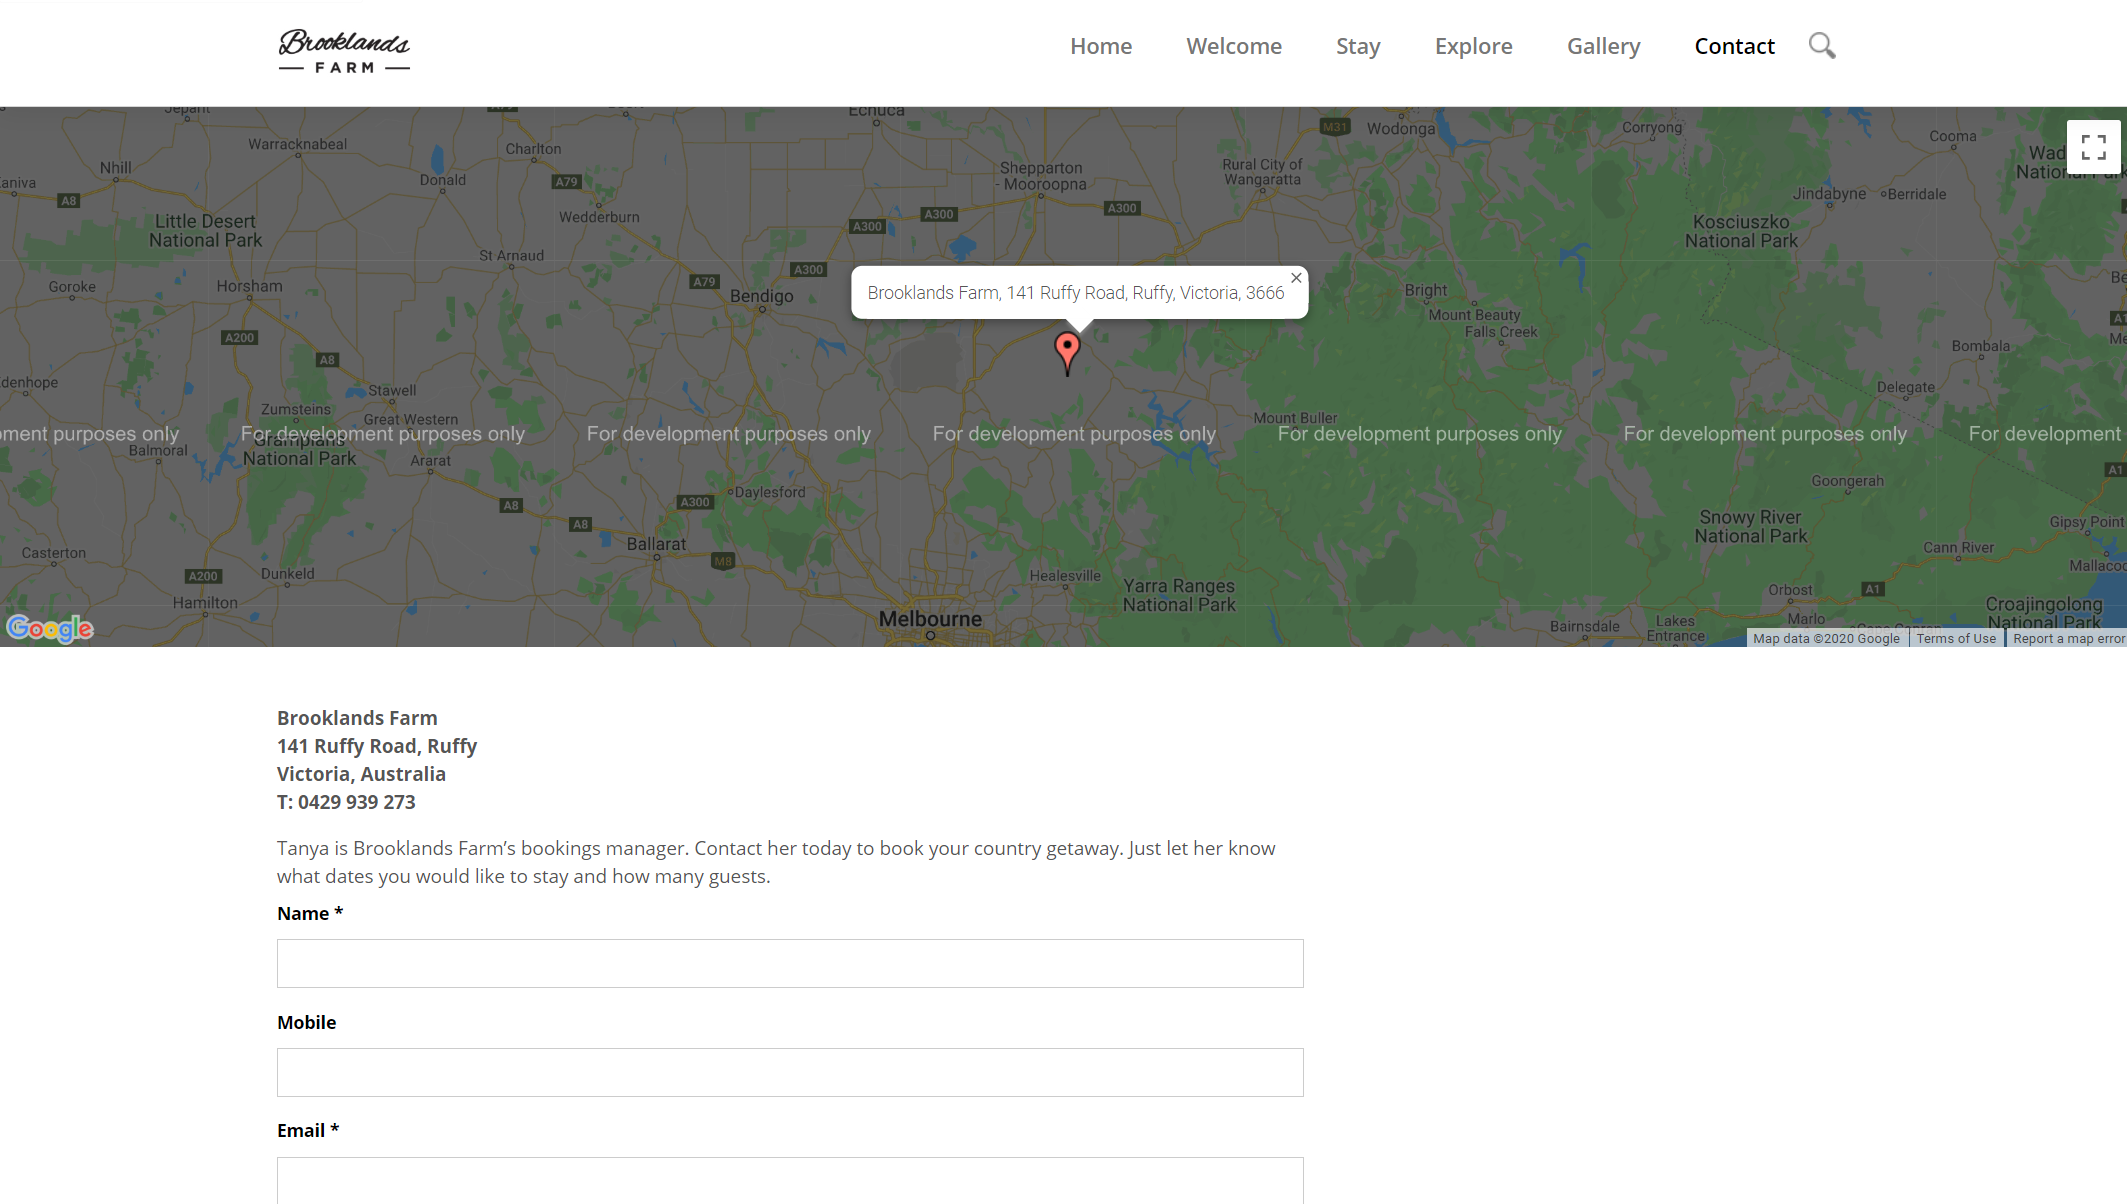 Brooklands
FARM
Home
Welcome
Stay
Explore
Gallery
Contact
Echuca
M31
Wodonga
Corryong
Cooma
Warracknabeal
Charlton
Nhill
Donald
A79
Shepparton
- Mooroopna
Rural City of
Wangaratta
Jindabyne
Berridale
A8
Little Desert
National Park
Wedderburn
A300
A300
A300
Kosciuszko
National Park
St Arnaud
A300
A79
Goroke
Horsham
Bendigo
Brooklands Farm, 141 Ruffy Road, Ruffy, Victoria, 3666
Bright
Mount Beauty
Falls Creek
A200
A8
Bombala
Stawell
Delegate
Zumsteins
Great Western
Mount Buller
ment purposes only
For development purposes only
For development purposes only
For development purposes only
For development purposes only
For development purposes only
For development
Grampians
National Park
Balmoral
Ararat
A1
Goongerah
Daylesford
A300
A8
A8
Snowy River
National Park
Gipsy Point
Ballarat
M8
Cann River
Casterton
A200
Dunkeld
Healesville
Yarra Ranges
National Park
Orbost
A1
Hamilton
Melbourne
Marlo
Croajingolong
National Park
Bairnsdale
Lakes
Entrance
Google
Map data ©2020 Google
Terms of Use
Report a map error
Brooklands Farm
141 Ruffy Road, Ruffy
Victoria, Australia
T: 0429 939 273
Tanya is Brooklands Farm’s bookings manager. Contact her today to book your country getaway. Just let her know
what dates you would like to stay and how many guests.
Name *
Mobile
Email *